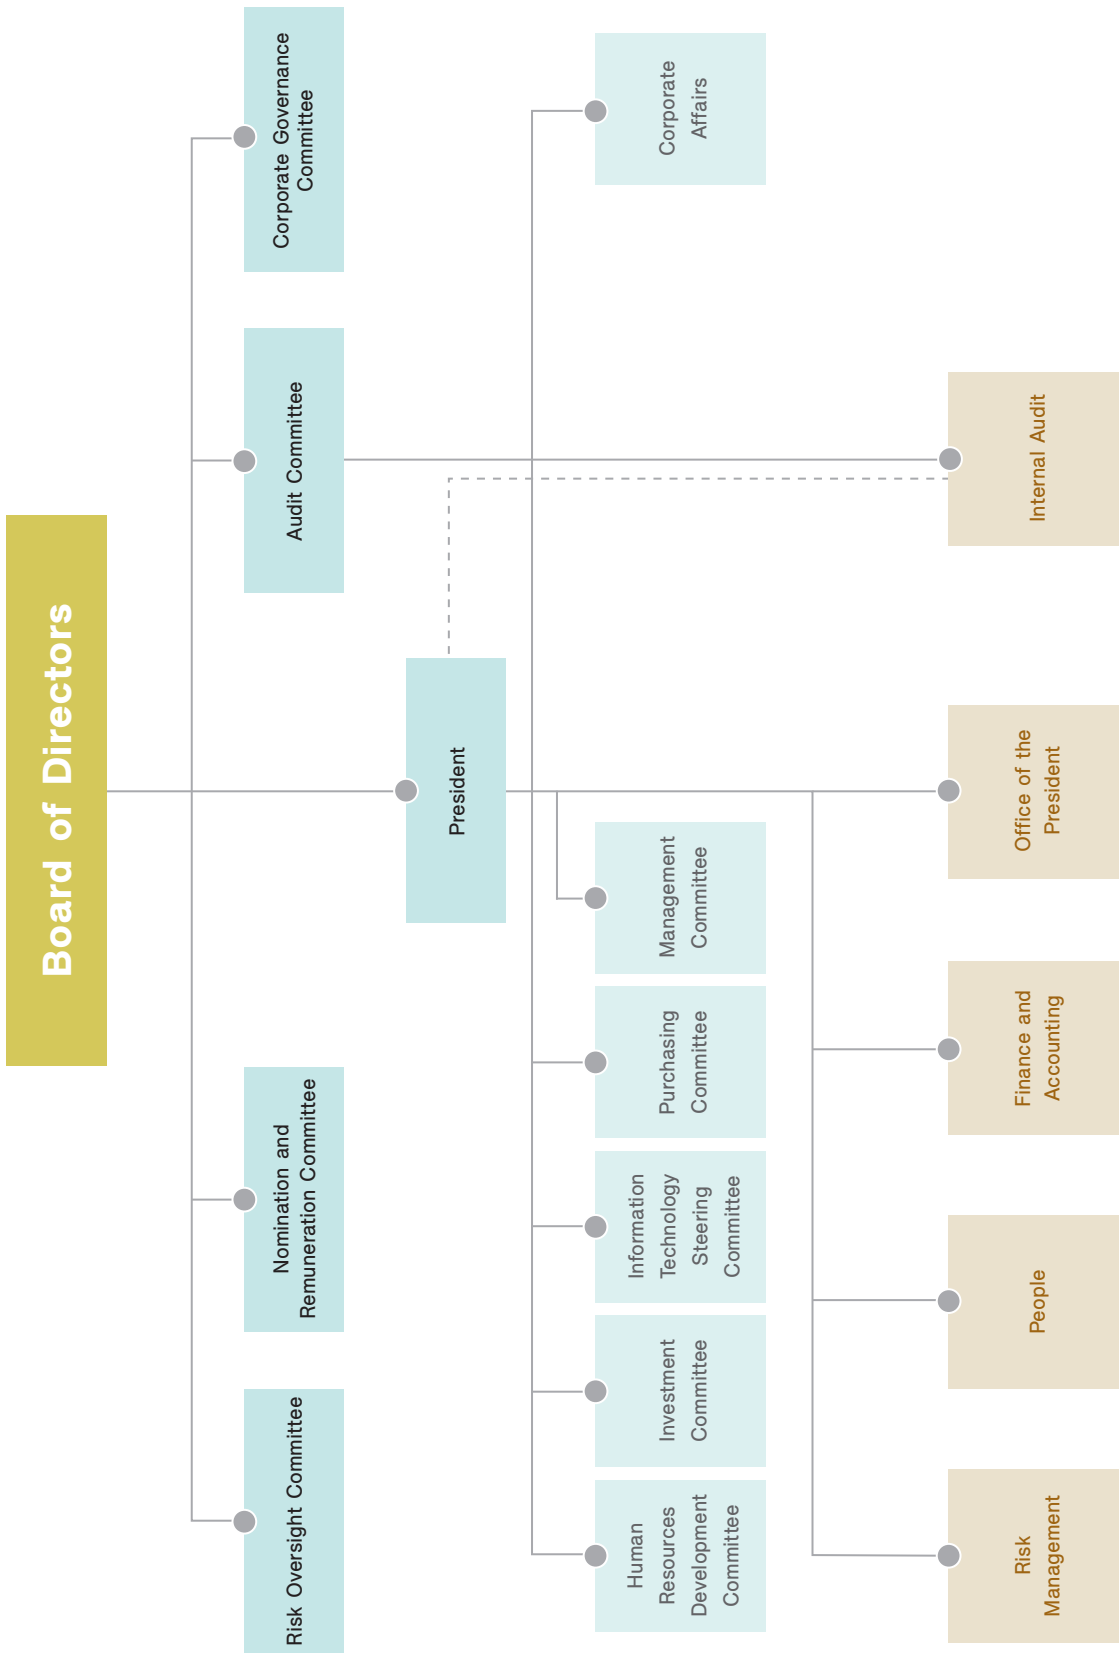 Board of Directors
Risk Oversight Committee
Nomination and
Remuneration Committee
Audit Committee
Corporate Governance
Committee
President
Human
Resources
Development
Committee
Investment
Committee
Information
Technology
Steering
Committee
Purchasing
Committee
Management
Committee
Corporate
Affairs
Risk
Management
People
Finance and
Accounting
Office of the
President
Internal Audit